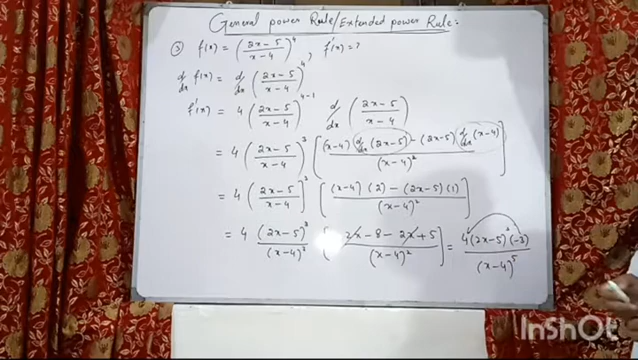 General power Rule/Extended power Rule:
③ f(x) = ((2x-5)/(x-4))^4, f'(x) = ?
d/dx f(x) = d/dx ((2x-5)/(x-4))^4
f'(x) = 4 ((2x-5)/(x-4))^(4-1) d/dx ((2x-5)/(x-4))
= 4 ((2x-5)/(x-4))^3 [((x-4) d/dx (2x-5) - (2x-5) d/dx (x-4))/(x-4)^2]
= 4 ((2x-5)/(x-4))^3 [((x-4)(2) - (2x-5)(1))/(x-4)^2]
= 4 (2x-5)^3/(x-4)^3 [(2x-8-2x+5)/(x-4)^2] = 4(2x-5)^3(-3)/(x-4)^5
InShOt